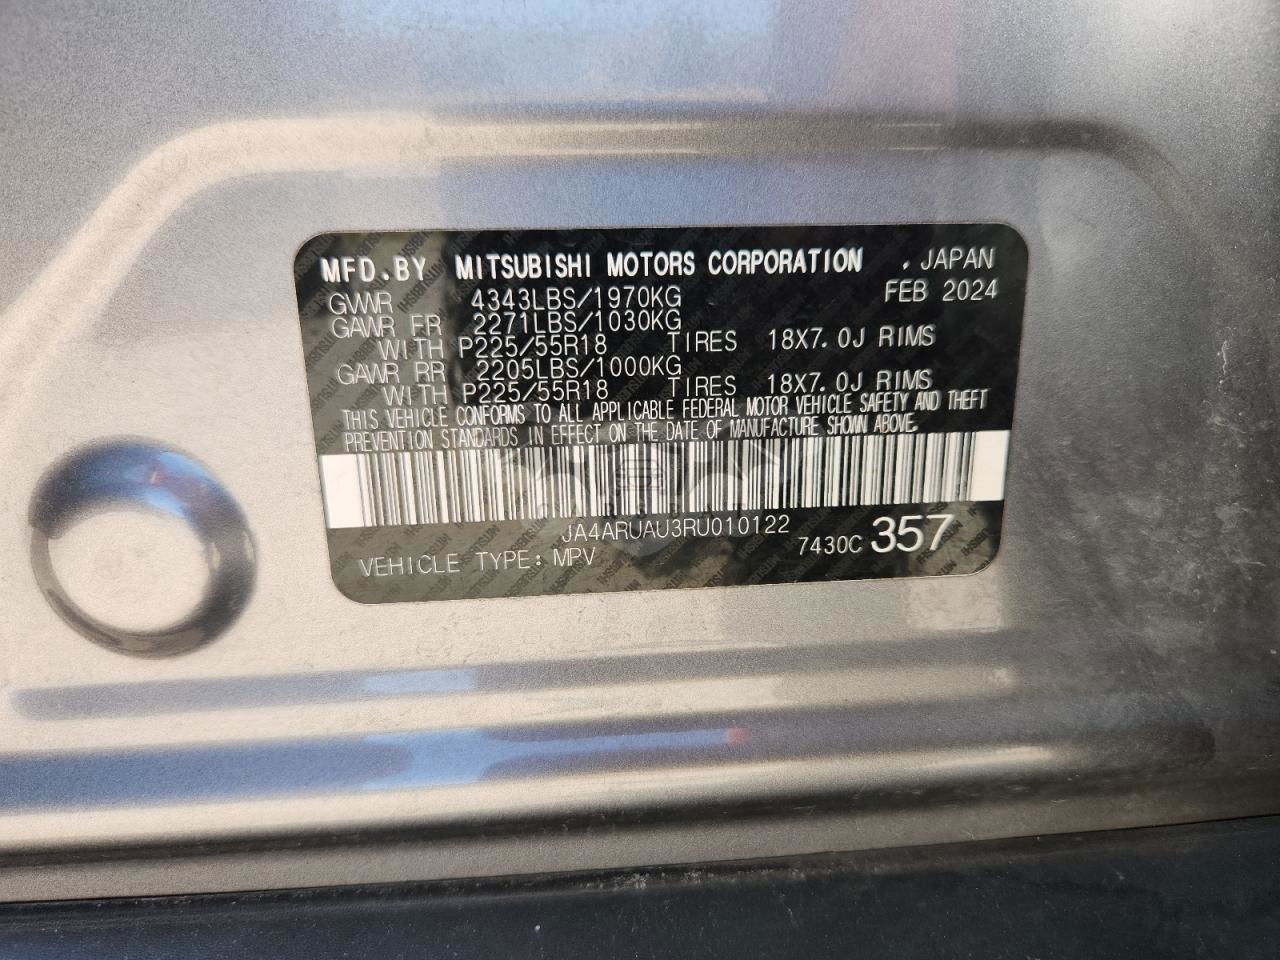 MFD.BY MITSUBISHI MOTORS CORPORATION . JAPAN
FEB 2024
GVWR 4343LBS/1970KG
GAWR FR 2271LBS/1030KG
WITH P225/55R18 TIRES 18X7.0J RIMS
GAWR RR 2205LBS/1000KG
WITH P225/55R18 TIRES 18X7.0J RIMS
THIS VEHICLE CONFORMS TO ALL APPLICABLE FEDERAL MOTOR VEHICLE SAFETY AND THEFT
PREVENTION STANDARDS IN EFFECT ON THE DATE OF MANUFACTURE SHOWN ABOVE.
JA4ARUAU3RU010122
VEHICLE TYPE: MPV 7430C 357